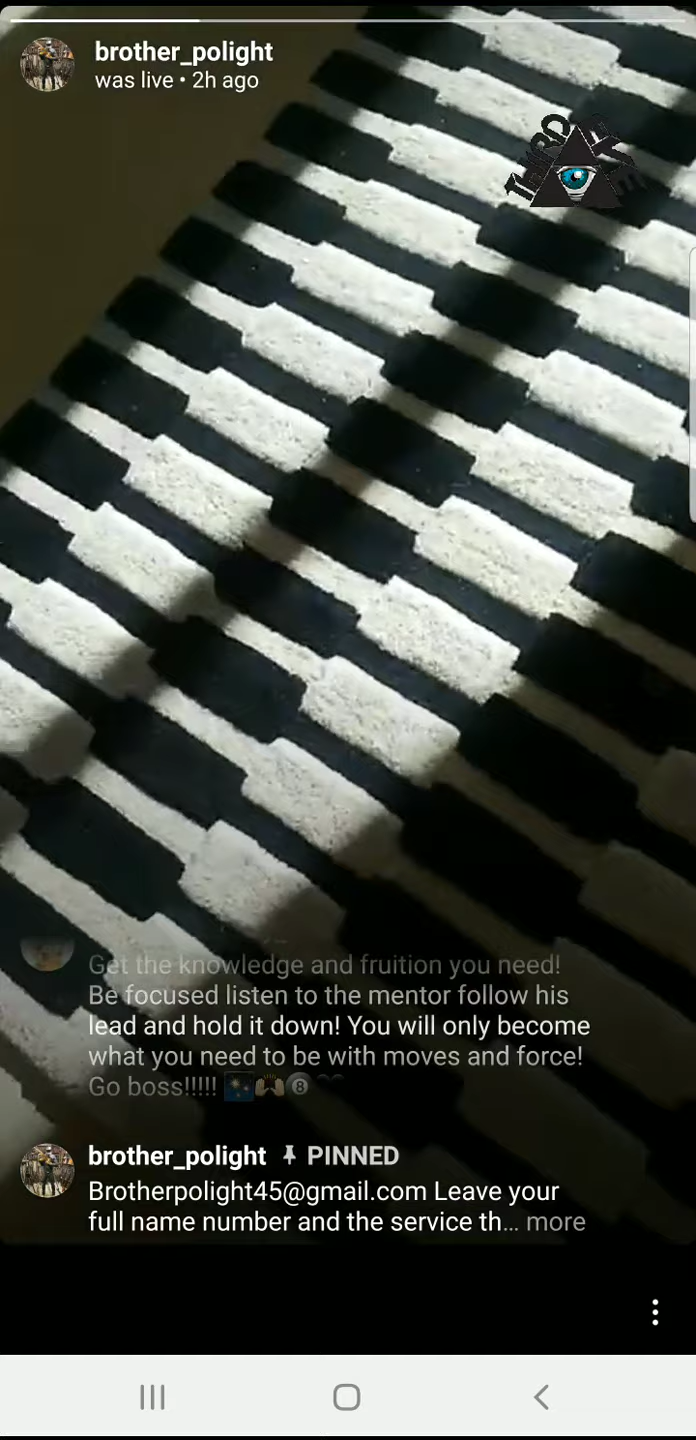 brother_polight
was live • 2h ago
THIRD EYE
Get the knowledge and fruition you need!
Be focused listen to the mentor follow his
lead and hold it down! You will only become
what you need to be with moves and force!
Go boss!!!!! 🎇🙌🏾🎱🖤
brother_polight 📌 PINNED
Brotherpolight45@gmail.com Leave your
full name number and the service th... more